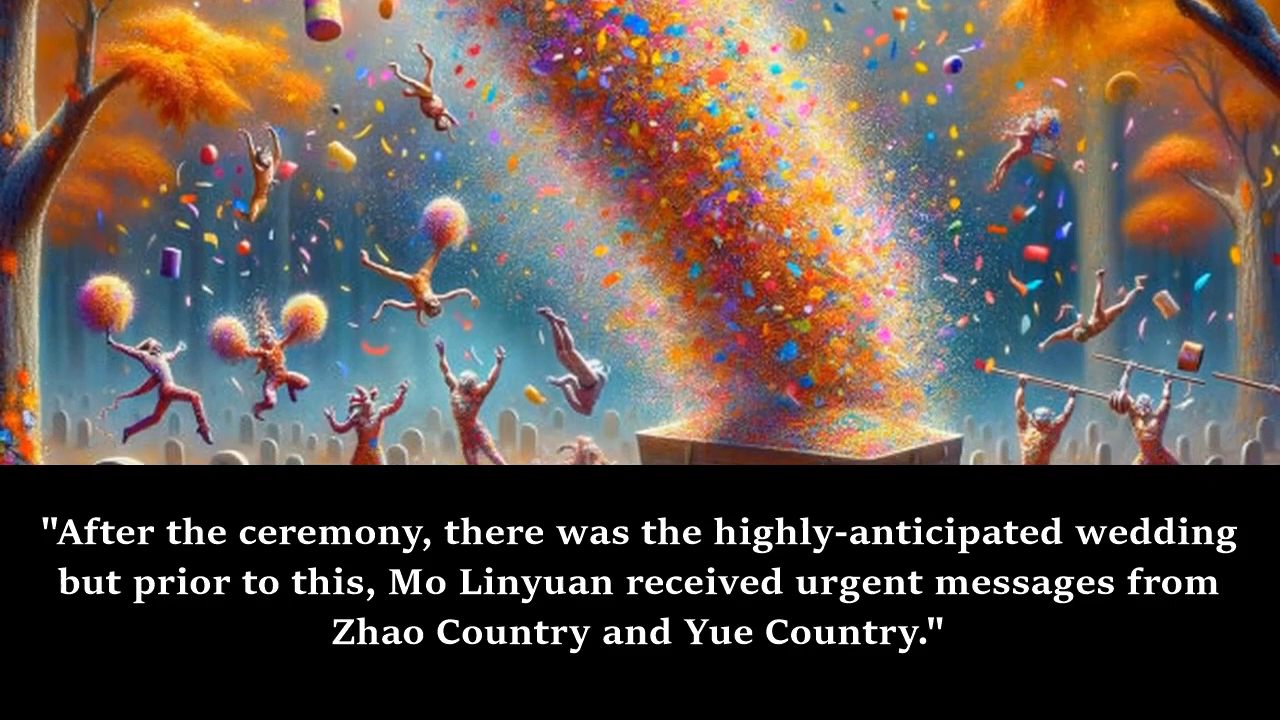 "After the ceremony, there was the highly-anticipated wedding
but prior to this, Mo Linyuan received urgent messages from
Zhao Country and Yue Country."